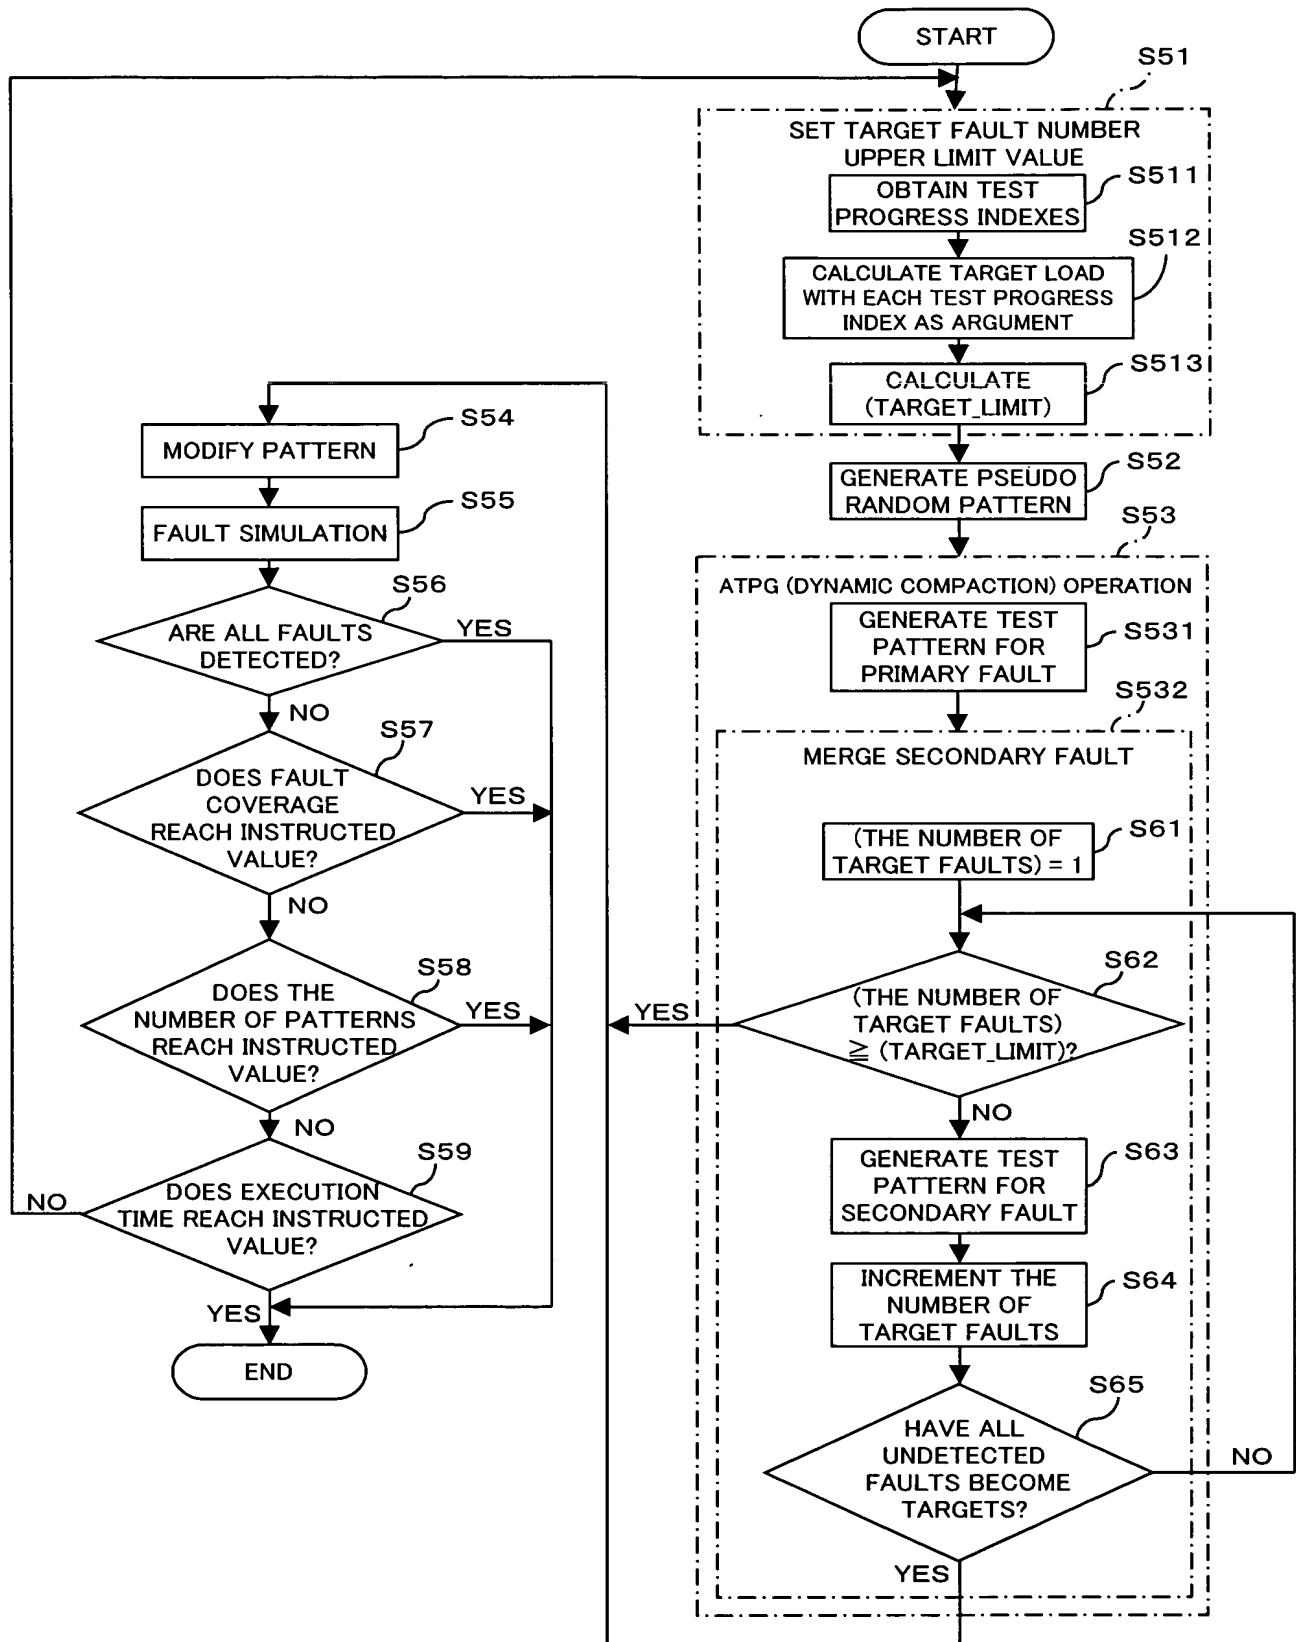 START
S51
SET TARGET FAULT NUMBER
UPPER LIMIT VALUE
S511
OBTAIN TEST
PROGRESS INDEXES
S512
CALCULATE TARGET LOAD
WITH EACH TEST PROGRESS
INDEX AS ARGUMENT
S513
CALCULATE
(TARGET_LIMIT)
S52
GENERATE PSEUDO
RANDOM PATTERN
S53
ATPG (DYNAMIC COMPACTION) OPERATION
S531
GENERATE TEST
PATTERN FOR
PRIMARY FAULT
S532
MERGE SECONDARY FAULT
S61
(THE NUMBER OF
TARGET FAULTS) = 1
S62
(THE NUMBER OF
TARGET FAULTS)
≧ (TARGET_LIMIT)?
YES
NO
S63
GENERATE TEST
PATTERN FOR
SECONDARY FAULT
S64
INCREMENT THE
NUMBER OF
TARGET FAULTS
S65
HAVE ALL
UNDETECTED
FAULTS BECOME
TARGETS?
NO
YES
S54
MODIFY PATTERN
S55
FAULT SIMULATION
S56
ARE ALL FAULTS
DETECTED?
YES
NO
S57
DOES FAULT
COVERAGE
REACH INSTRUCTED
VALUE?
YES
NO
S58
DOES THE
NUMBER OF PATTERNS
REACH INSTRUCTED
VALUE?
YES
NO
S59
DOES EXECUTION
TIME REACH INSTRUCTED
VALUE?
NO
YES
END